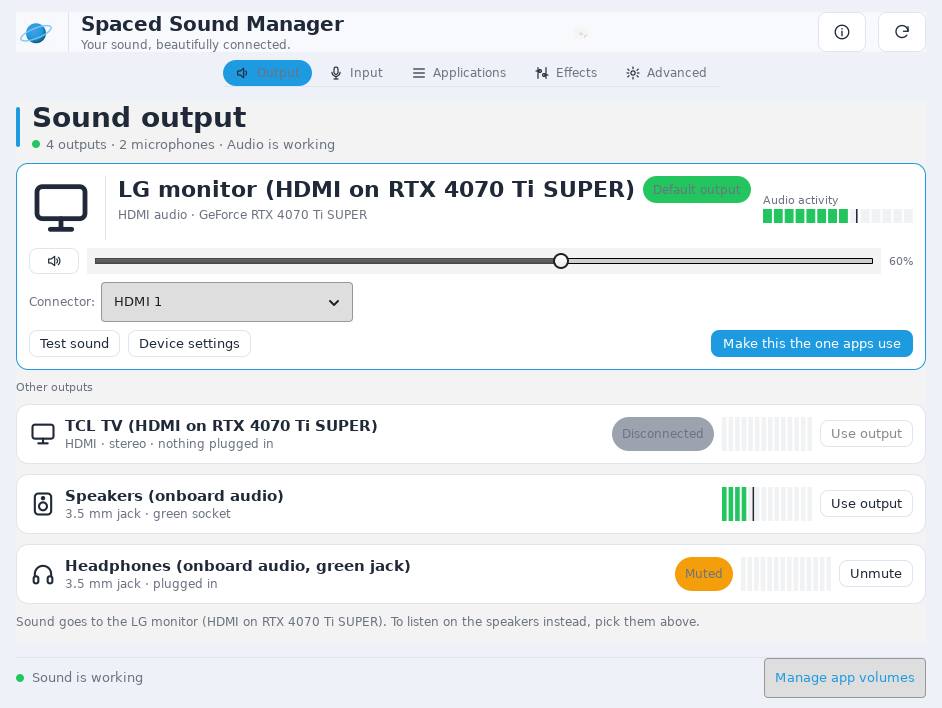 Spaced Sound Manager
Your sound, beautifully connected.
Output
Input
Applications
Effects
Advanced
Sound output
4 outputs · 2 microphones · Audio is working
LG monitor (HDMI on RTX 4070 Ti SUPER)
Default output
HDMI audio · GeForce RTX 4070 Ti SUPER
Audio activity
60%
Connector:
HDMI 1
Test sound
Device settings
Make this the one apps use
Other outputs
TCL TV (HDMI on RTX 4070 Ti SUPER)
HDMI · stereo · nothing plugged in
Disconnected
Use output
Speakers (onboard audio)
3.5 mm jack · green socket
Use output
Headphones (onboard audio, green jack)
3.5 mm jack · plugged in
Muted
Unmute
Sound goes to the LG monitor (HDMI on RTX 4070 Ti SUPER). To listen on the speakers instead, pick them above.
Sound is working
Manage app volumes